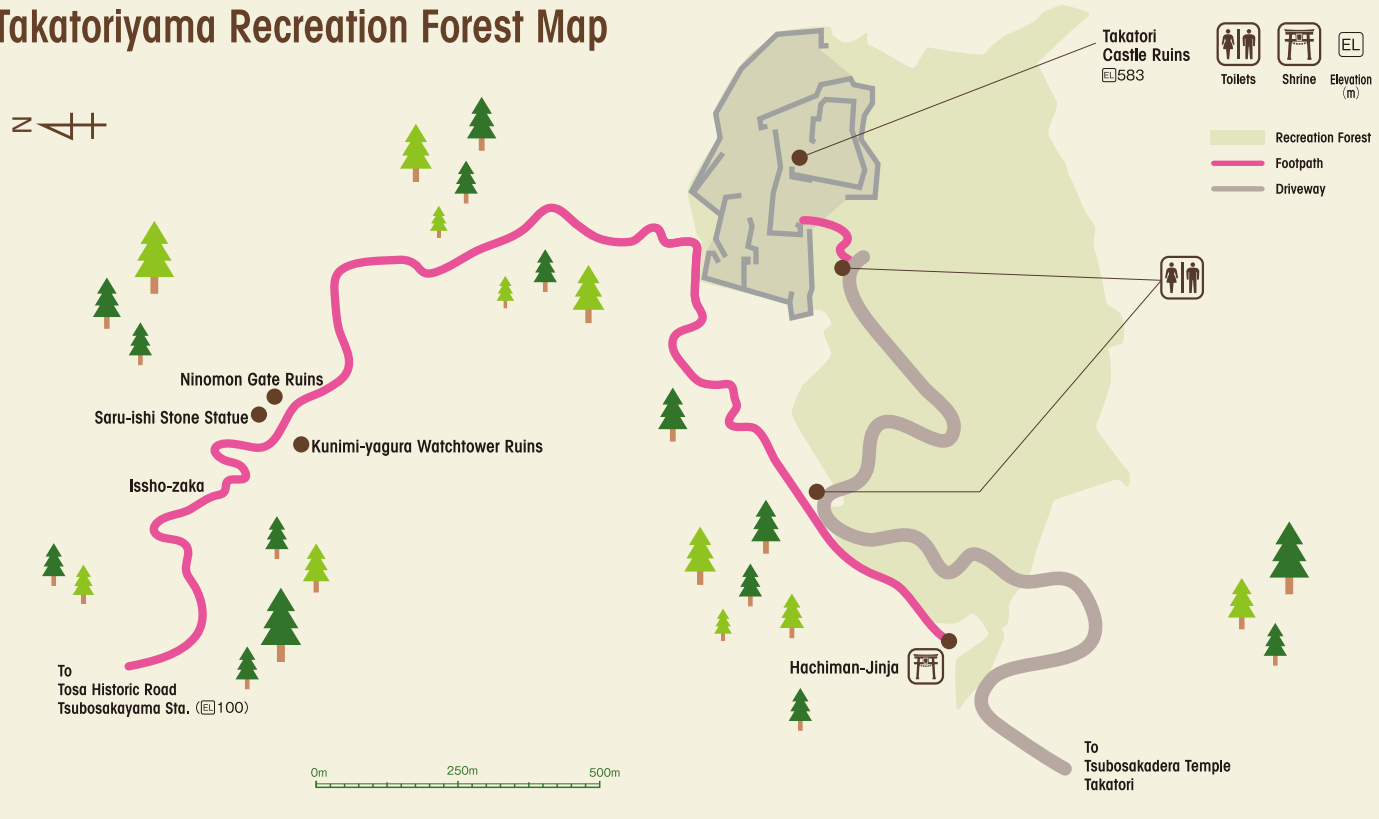 Takatoriyama Recreation Forest Map
N
Takatori
Castle Ruins
EL583
Toilets
Shrine
EL
Elevation
(m)
Recreation Forest
Footpath
Driveway
Ninomon Gate Ruins
Saru-ishi Stone Statue
Kunimi-yagura Watchtower Ruins
Issho-zaka
To
Tosa Historic Road
Tsubosakayama Sta. (EL100)
Hachiman-Jinja
To
Tsubosakadera Temple
Takatori
0m 250m 500m